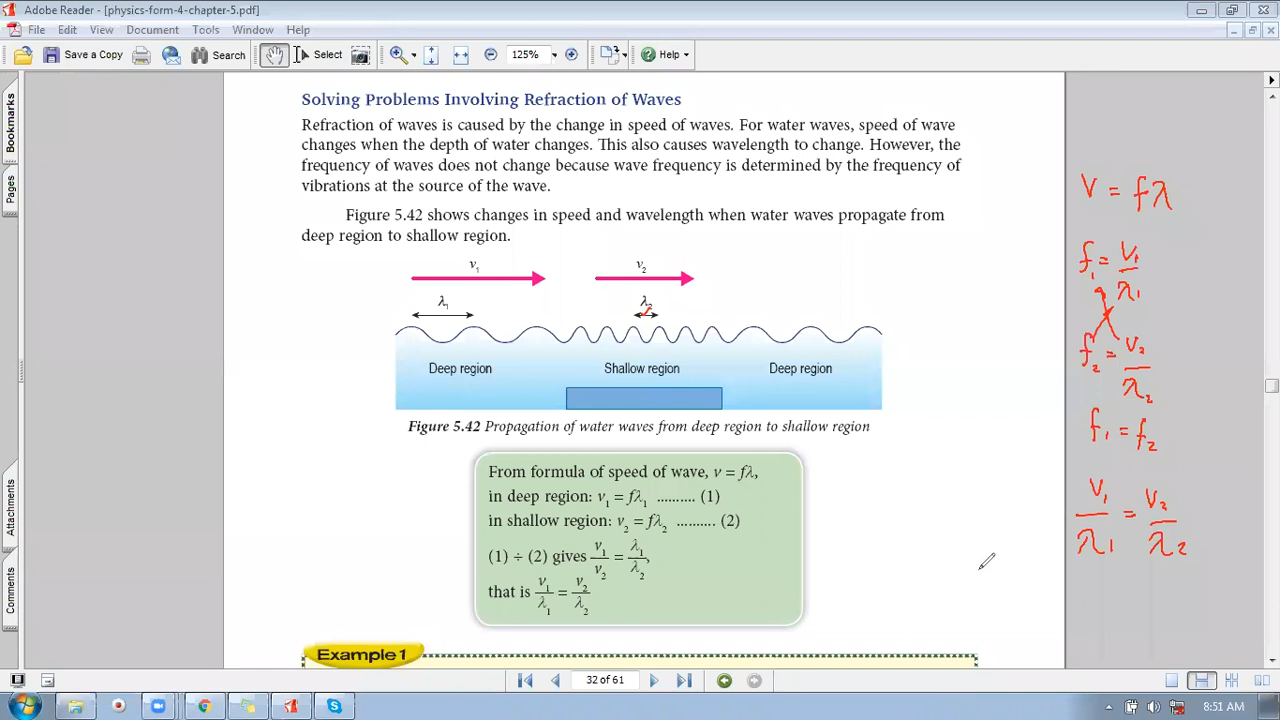 Adobe Reader - [physics-form-4-chapter-5.pdf]
File Edit View Document Tools Window Help
Save a Copy Search Select 125% Help
Bookmarks
Pages
Attachments
Comments
Solving Problems Involving Refraction of Waves
Refraction of waves is caused by the change in speed of waves. For water waves, speed of wave
changes when the depth of water changes. This also causes wavelength to change. However, the
frequency of waves does not change because wave frequency is determined by the frequency of
vibrations at the source of the wave.
Figure 5.42 shows changes in speed and wavelength when water waves propagate from
deep region to shallow region.
v₁ v₂
λ₁ λ₂
Deep region Shallow region Deep region
Figure 5.42 Propagation of water waves from deep region to shallow region
From formula of speed of wave, v = fλ,
in deep region: v₁ = fλ₁ .......... (1)
in shallow region: v₂ = fλ₂ .......... (2)
(1) ÷ (2) gives v₁/v₂ = λ₁/λ₂,
that is v₁/λ₁ = v₂/λ₂
Example 1
V = fλ
f₁ = V₁/λ₁
f₂ = V₂/λ₂
f₁ = f₂
V₁/λ₁ = V₂/λ₂
32 of 61
8:51 AM